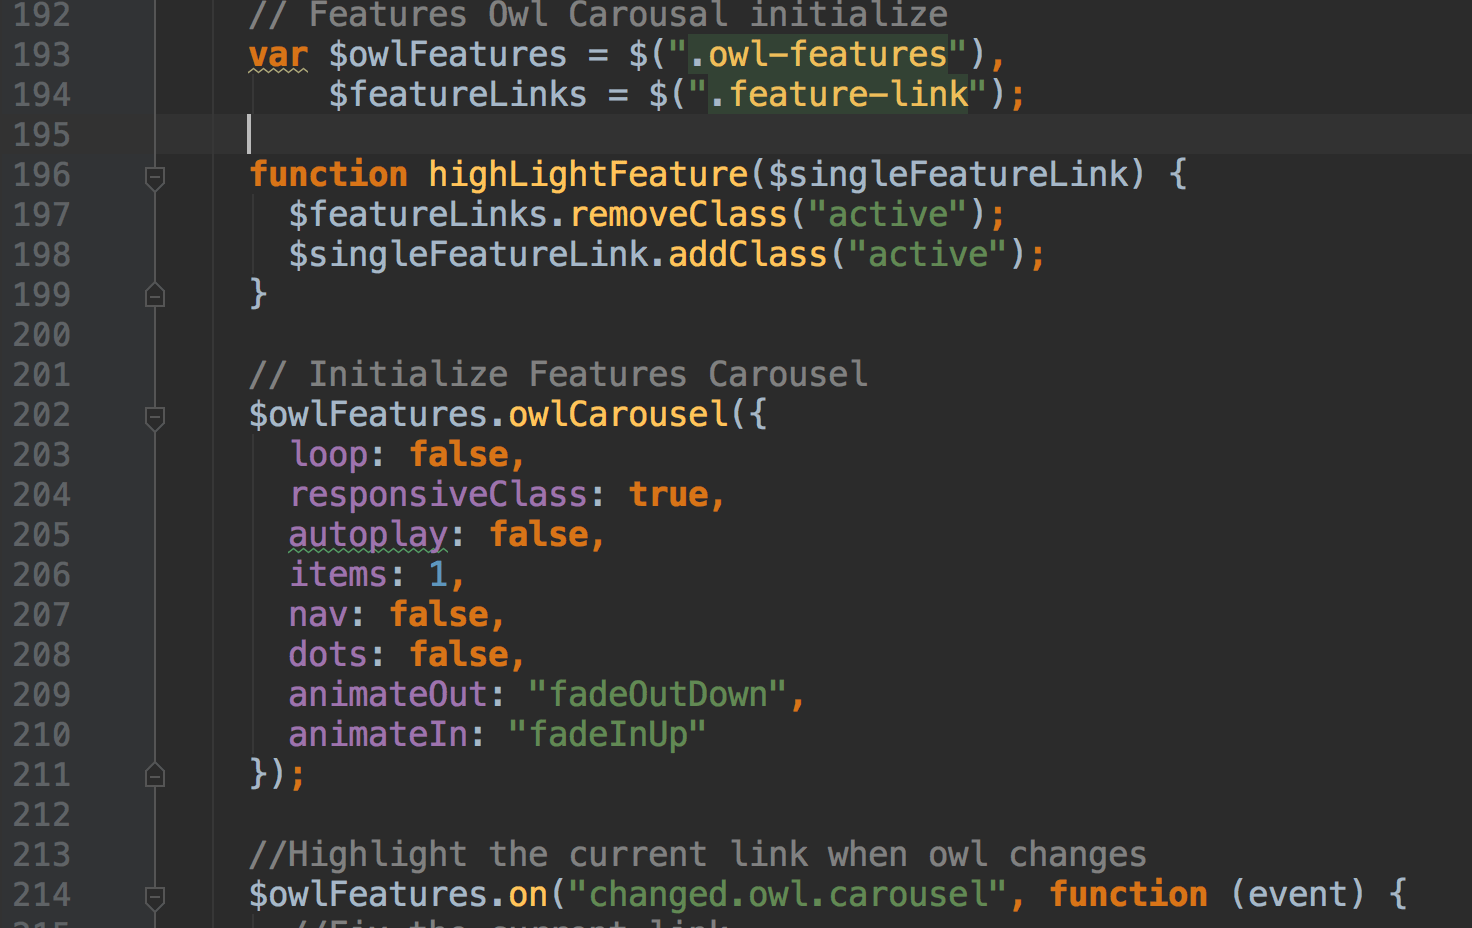 192 // Features Owl Carousal initialize
193 var $owlFeatures = $(".owl-features"),
194 $featureLinks = $(".feature-link");
195
196 function highLightFeature($singleFeatureLink) {
197 $featureLinks.removeClass("active");
198 $singleFeatureLink.addClass("active");
199 }
200
201 // Initialize Features Carousel
202 $owlFeatures.owlCarousel({
203 loop: false,
204 responsiveClass: true,
205 autoplay: false,
206 items: 1,
207 nav: false,
208 dots: false,
209 animateOut: "fadeOutDown",
210 animateIn: "fadeInUp"
211 });
212
213 //Highlight the current link when owl changes
214 $owlFeatures.on("changed.owl.carousel", function (event) {
215 the current link